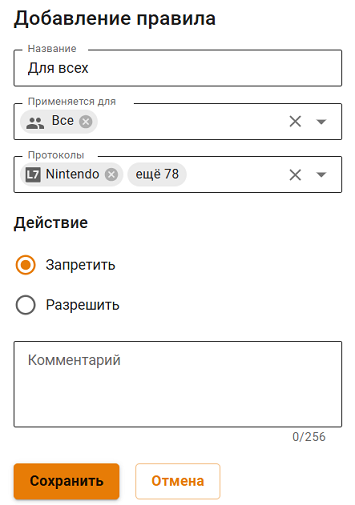 Добавление правила
Название
Для всех
Применяется для
Все
Протоколы
L7 Nintendo ещё 78
Действие
Запретить
Разрешить
Комментарий
0/256
Сохранить Отмена